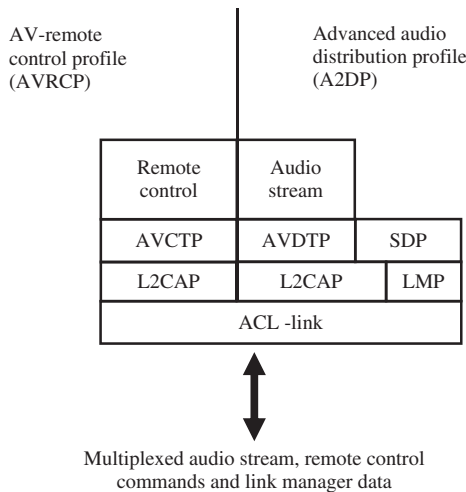 AV-remote
control profile
(AVRCP)
Advanced audio
distribution profile
(A2DP)
Remote
control
Audio
stream
AVCTP
AVDTP
SDP
L2CAP
L2CAP
LMP
ACL -link
Multiplexed audio stream, remote control
commands and link manager data